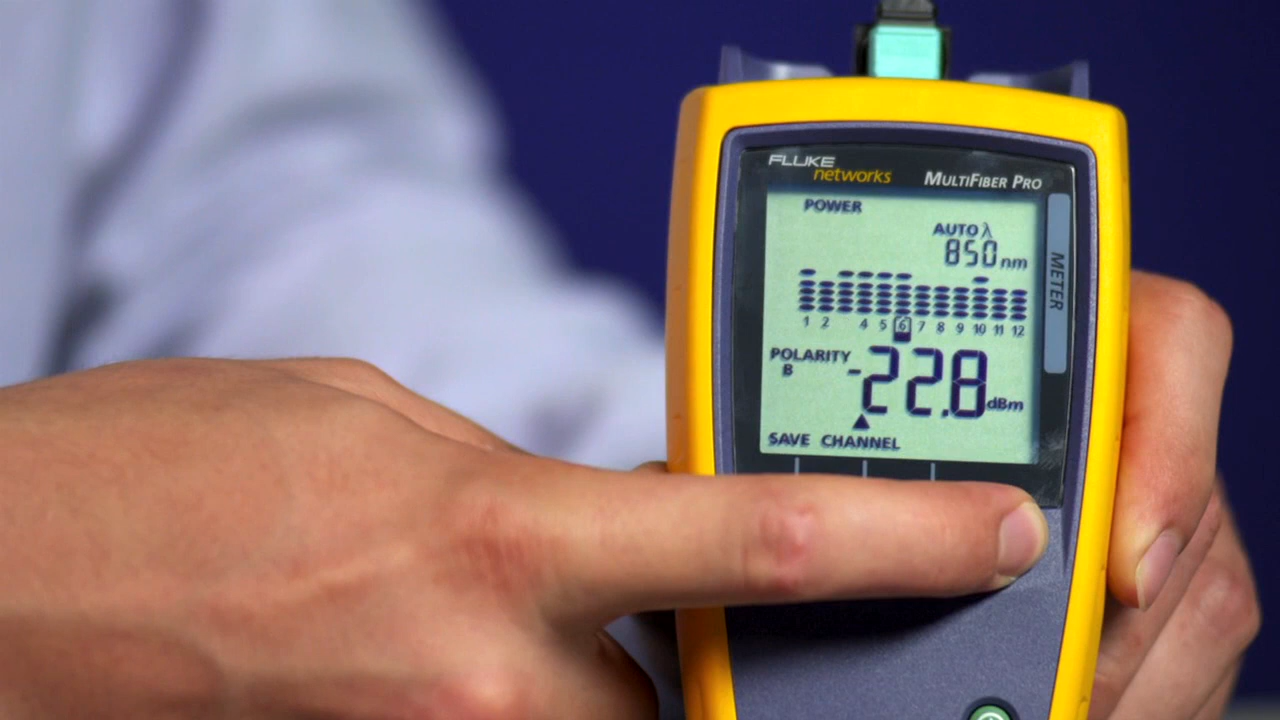 FLUKE
networks
MULTIFIBER PRO
POWER
AUTO λ
850 nm
METER
1 2 4 5 6 7 8 9 10 11 12
POLARITY
B
-22.8 dBm
SAVE CHANNEL